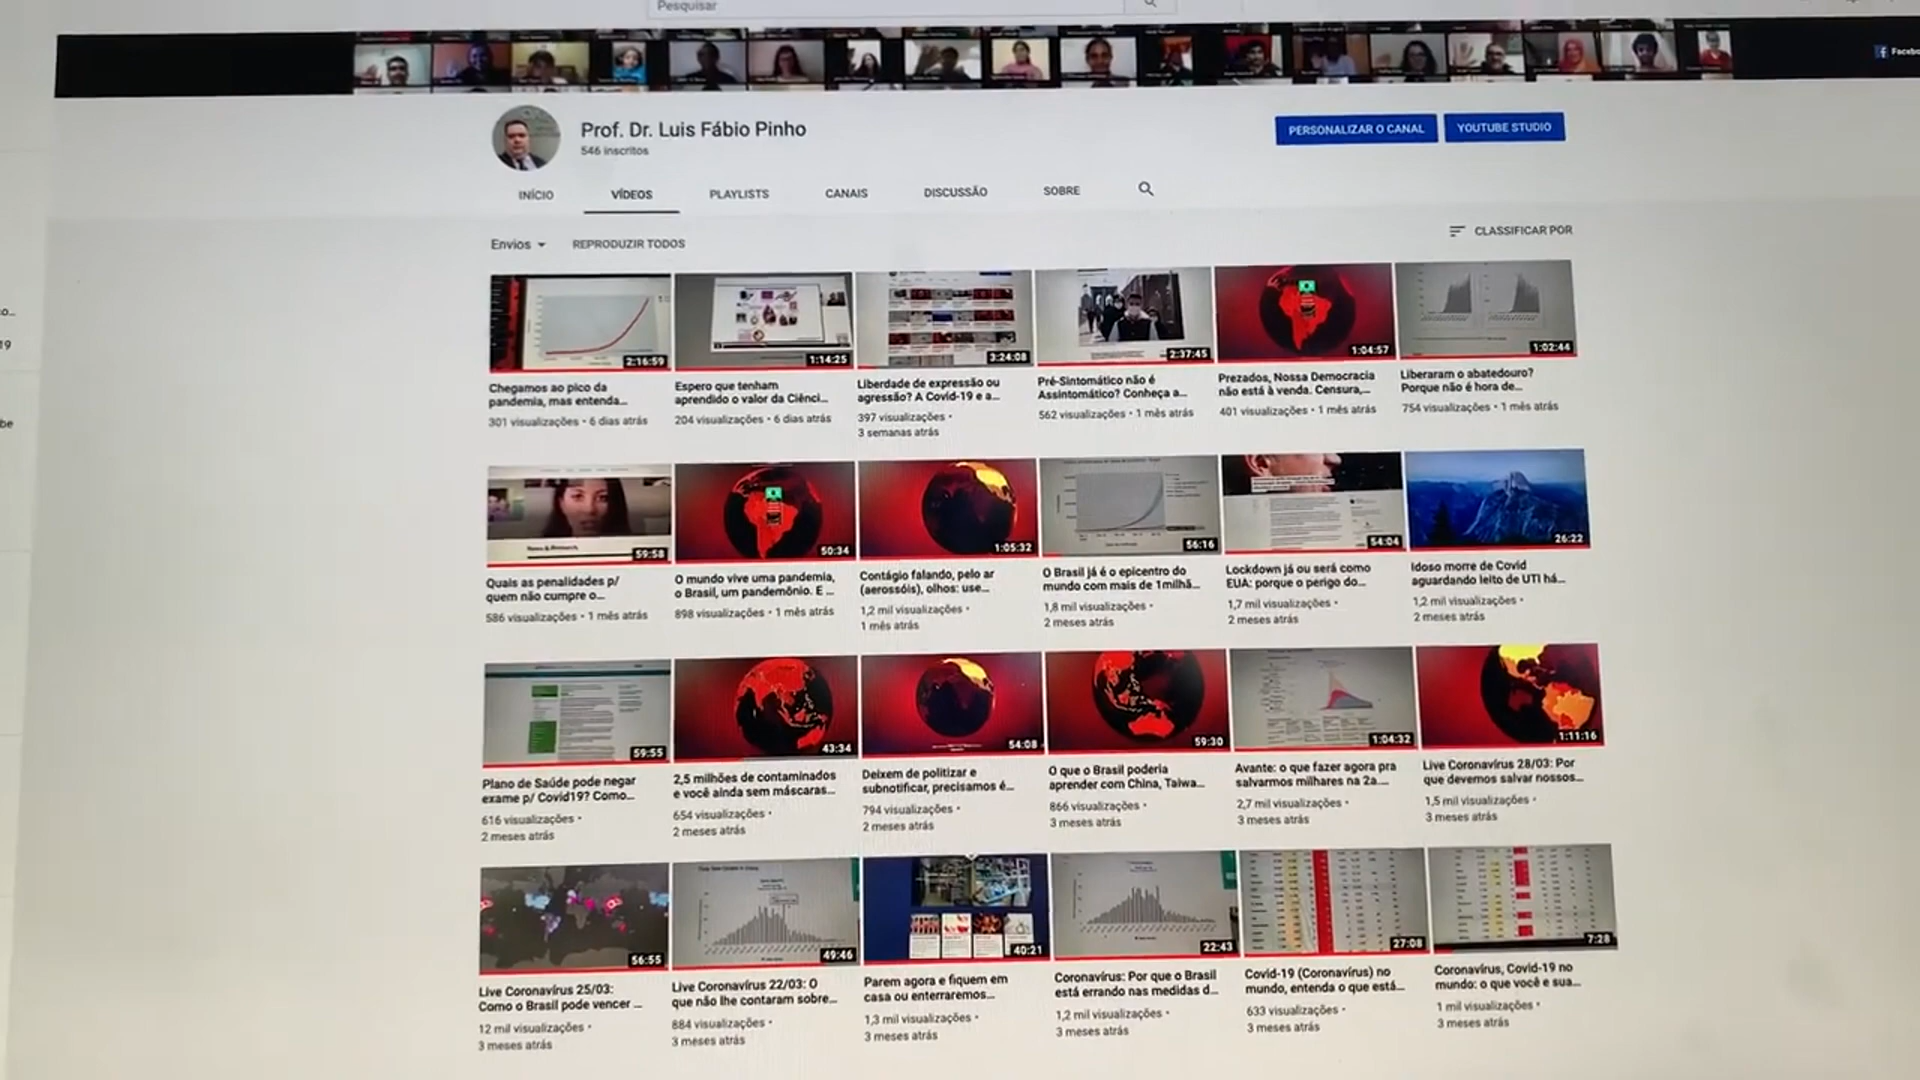 Pesquisar
Facebo
Prof. Dr. Luis Fábio Pinho
546 inscritos
PERSONALIZAR O CANAL
YOUTUBE STUDIO
INÍCIO
VÍDEOS
PLAYLISTS
CANAIS
DISCUSSÃO
SOBRE
Envios
REPRODUZIR TODOS
CLASSIFICAR POR
19
be
2:16:59
1:14:25
3:24:08
2:37:45
1:04:57
1:02:44
Chegamos ao pico da
pandemia, mas entenda...
301 visualizações • 6 dias atrás
Espero que tenham
aprendido o valor da Ciênci...
204 visualizações • 6 dias atrás
Liberdade de expressão ou
agressão? A Covid-19 e a...
397 visualizações •
3 semanas atrás
Pré-Sintomático não é
Assintomático? Conheça a...
562 visualizações • 1 mês atrás
Prezados, Nossa Democracia
não está à venda. Censura,...
401 visualizações • 1 mês atrás
Liberaram o abatedouro?
Porque não é hora de...
754 visualizações • 1 mês atrás
59:58
50:34
1:05:32
56:16
54:04
26:22
Quais as penalidades p/
quem não cumpre o...
586 visualizações • 1 mês atrás
O mundo vive uma pandemia,
o Brasil, um pandemônio. E ...
898 visualizações • 1 mês atrás
Contágio falando, pelo ar
(aerossóis), olhos: use...
1,2 mil visualizações •
1 mês atrás
O Brasil já é o epicentro do
mundo com mais de 1milhã...
1,8 mil visualizações •
2 meses atrás
Lockdown já ou será como
EUA: porque o perigo do...
1,7 mil visualizações •
2 meses atrás
Idoso morre de Covid
aguardando leito de UTI há...
1,2 mil visualizações •
2 meses atrás
59:55
43:34
54:08
59:30
1:04:32
1:11:16
Plano de Saúde pode negar
exame p/ Covid19? Como...
616 visualizações •
2 meses atrás
2,5 milhões de contaminados
e você ainda sem máscaras...
654 visualizações •
2 meses atrás
Deixem de politizar e
subnotificar, precisamos é...
794 visualizações •
2 meses atrás
O que o Brasil poderia
aprender com China, Taiwa...
866 visualizações •
3 meses atrás
Avante: o que fazer agora pra
salvarmos milhares na 2a....
2,7 mil visualizações •
3 meses atrás
Live Coronavírus 28/03: Por
que devemos salvar nossos...
1,5 mil visualizações •
3 meses atrás
56:55
49:46
40:21
22:43
27:08
7:28
Live Coronavírus 25/03:
Como o Brasil pode vencer ...
12 mil visualizações •
3 meses atrás
Live Coronavírus 22/03: O
que não lhe contaram sobre...
884 visualizações •
3 meses atrás
Parem agora e fiquem em
casa ou enterraremos...
1,3 mil visualizações •
3 meses atrás
Coronavírus: Por que o Brasil
está errando nas medidas d...
1,2 mil visualizações •
3 meses atrás
Covid-19 (Coronavírus) no
mundo, entenda o que está...
633 visualizações •
3 meses atrás
Coronavírus, Covid-19 no
mundo: o que você e sua...
1 mil visualizações •
3 meses atrás